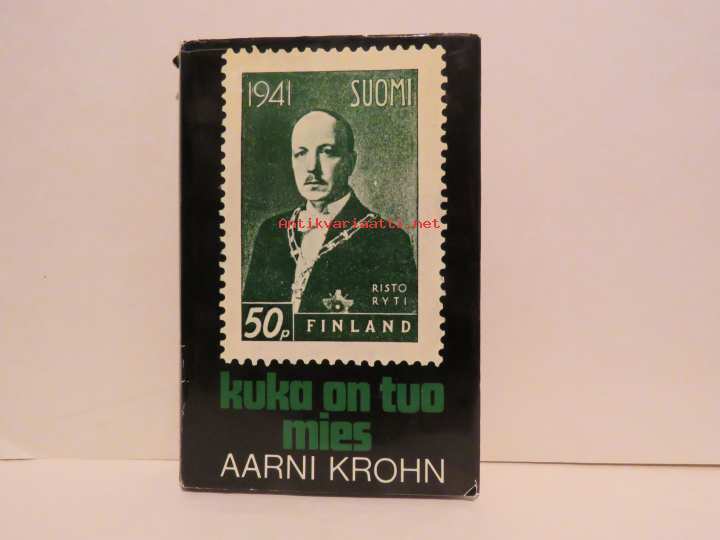 1941 SUOMI
Antikvariaatti.net
RISTO
RYTI
50p FINLAND
kuka on tuo
mies
AARNI KROHN